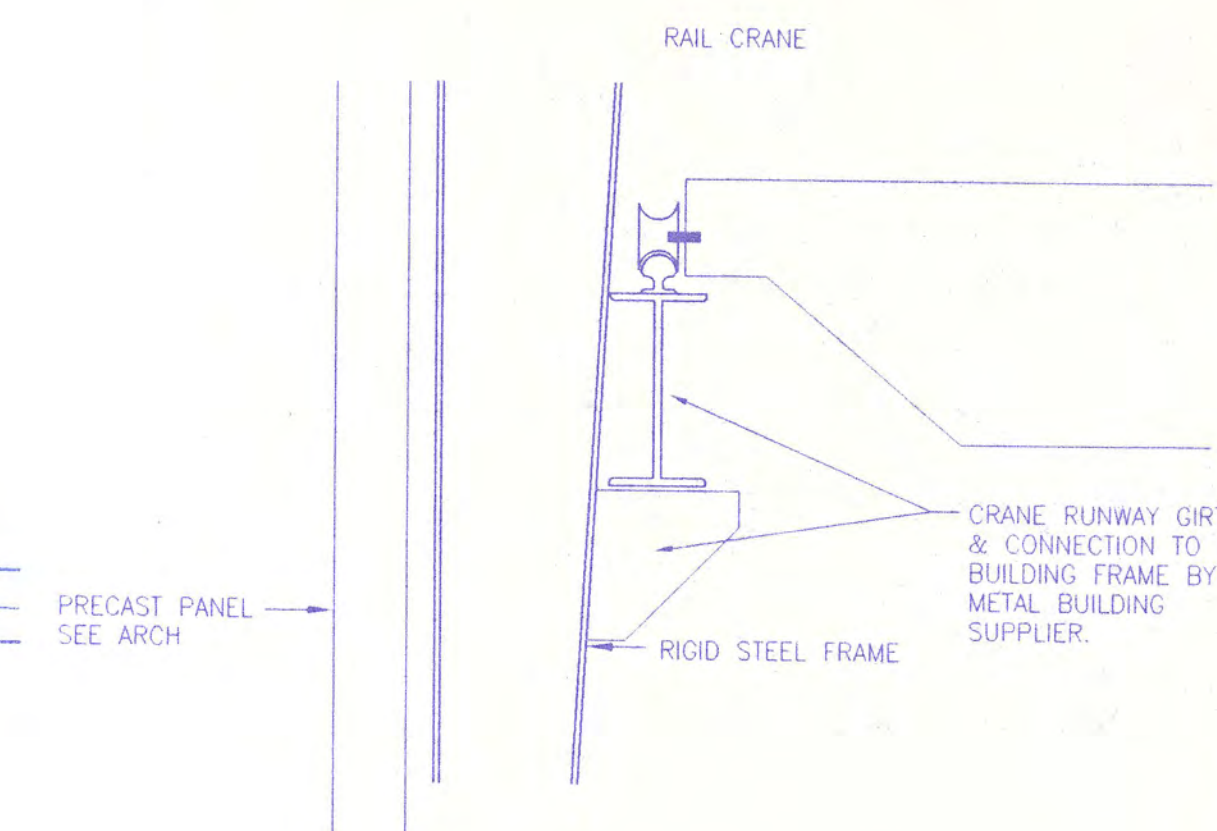 RAIL CRANE
CRANE RUNWAY GIR
& CONNECTION TO
BUILDING FRAME BY
METAL BUILDING
SUPPLIER.
PRECAST PANEL
SEE ARCH
RIGID STEEL FRAME